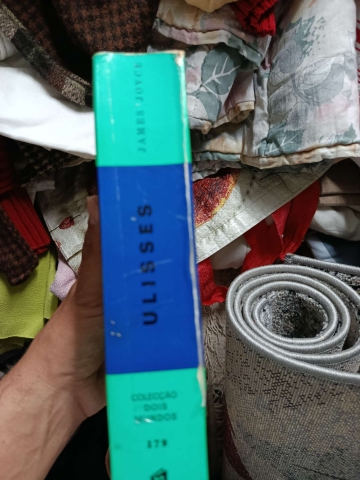 JAMES JOYCE
ULISSES
COLECÇÃO
DOIS
MUNDOS
179